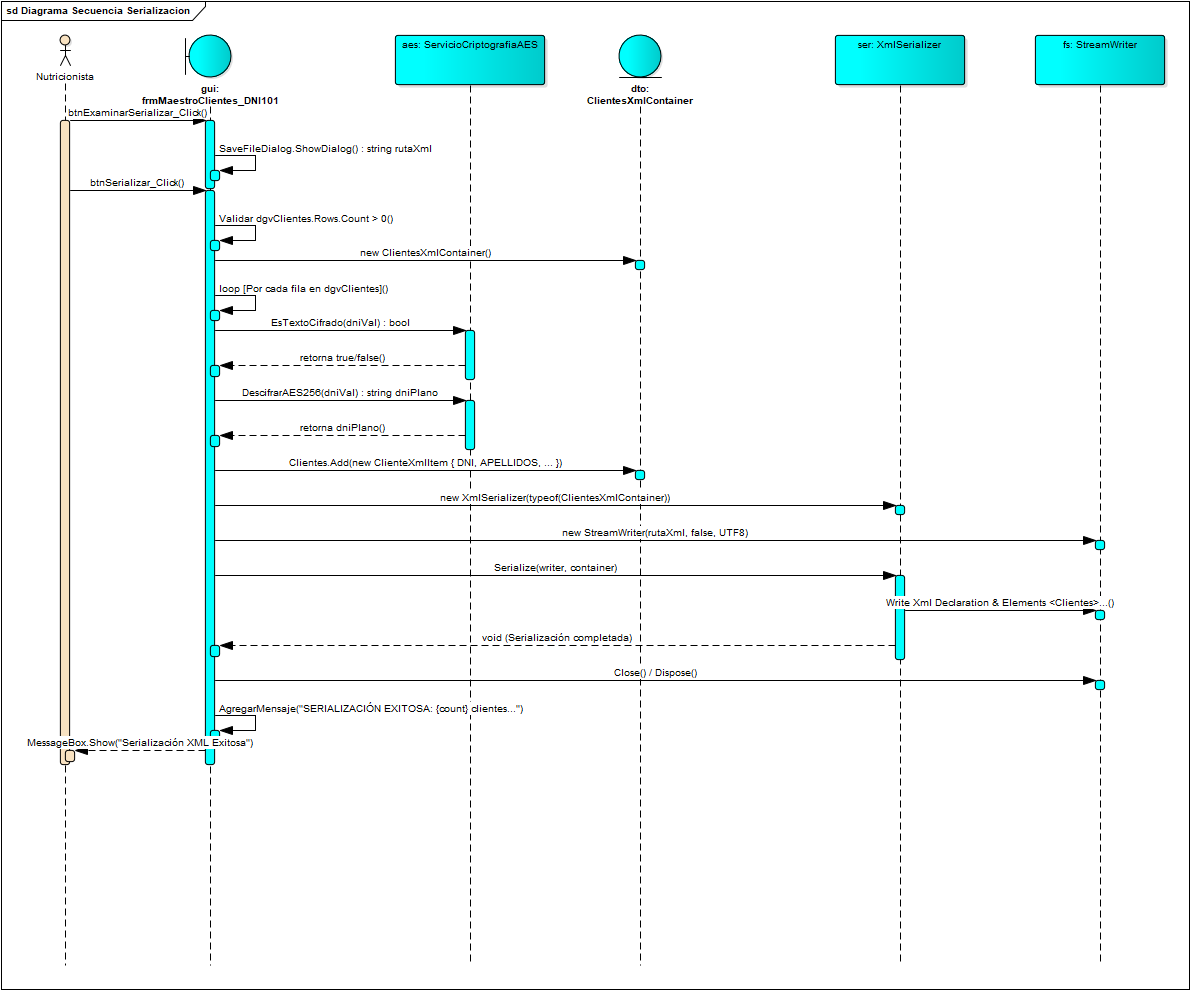 sd Diagrama Secuencia Serializacion
Nutricionista
gui:
frmMaestroClientes_DNI101
aes: ServicioCriptografiaAES
dto:
ClientesXmlContainer
ser: XmlSerializer
fs: StreamWriter
btnExaminarSerializar_Click()
SaveFileDialog.ShowDialog() : string rutaXml
btnSerializar_Click()
Validar dgvClientes.Rows.Count > 0()
new ClientesXmlContainer()
loop [Por cada fila en dgvClientes]()
EsTextoCifrado(dniVal) : bool
retorna true/false()
DescifrarAES256(dniVal) : string dniPlano
retorna dniPlano()
Clientes.Add(new ClienteXmlItem { DNI, APELLIDOS, ... })
new XmlSerializer(typeof(ClientesXmlContainer))
new StreamWriter(rutaXml, false, UTF8)
Serialize(writer, container)
Write Xml Declaration & Elements <Clientes>...()
void (Serialización completada)
Close() / Dispose()
AgregarMensaje("SERIALIZACIÓN EXITOSA: {count} clientes...")
MessageBox.Show("Serialización XML Exitosa")